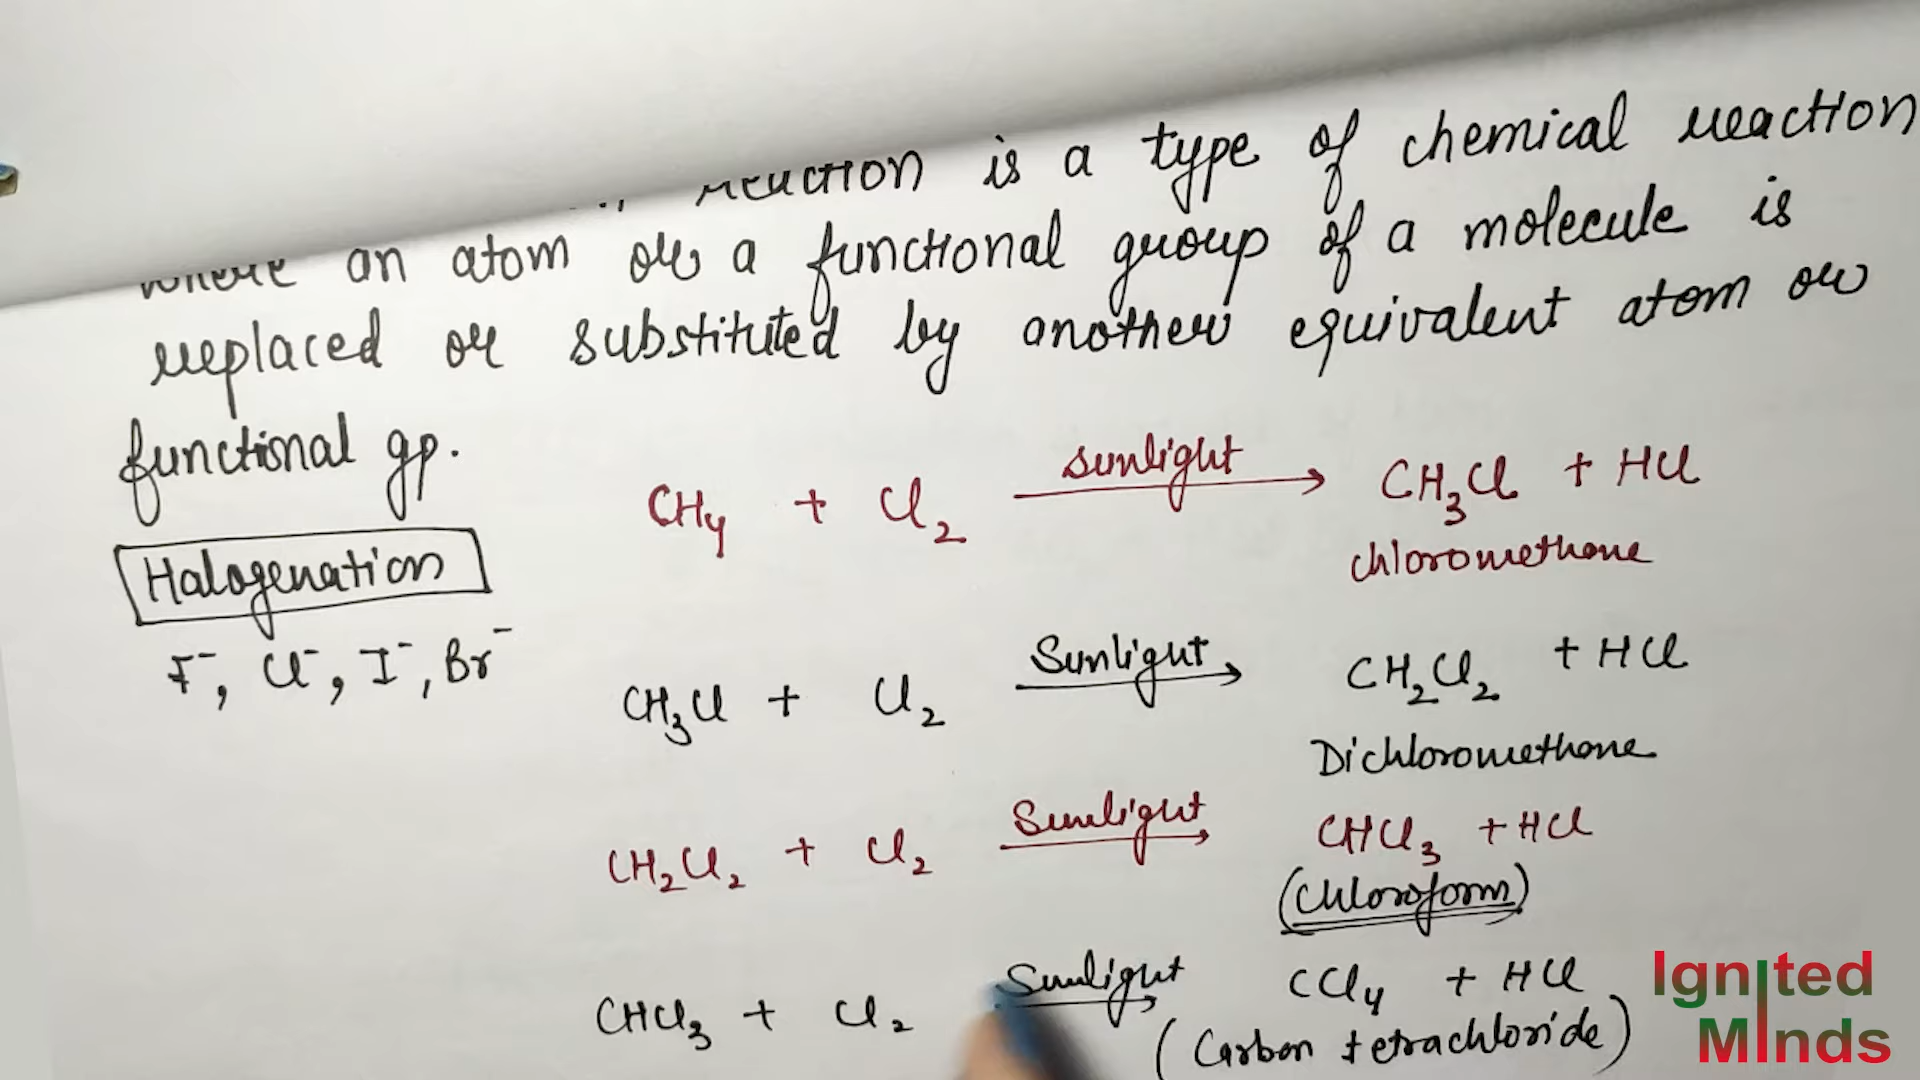 reaction is a type of chemical reaction
where an atom or a functional group of a molecule is
replaced or substituted by another equivalent atom or
functional gp.
CH₄ + Cl₂ sunlight → CH₃Cl + HCl
chloromethane
Halogenation
F⁻, Cl⁻, I⁻, Br⁻
CH₃Cl + Cl₂ Sunlight → CH₂Cl₂ + HCl
Dichloromethane
CH₂Cl₂ + Cl₂ Sunlight → CHCl₃ + HCl
(Chloroform)
CHCl₃ + Cl₂ Sunlight → CCl₄ + HCl
(Carbon tetrachloride)
Ignited
Minds